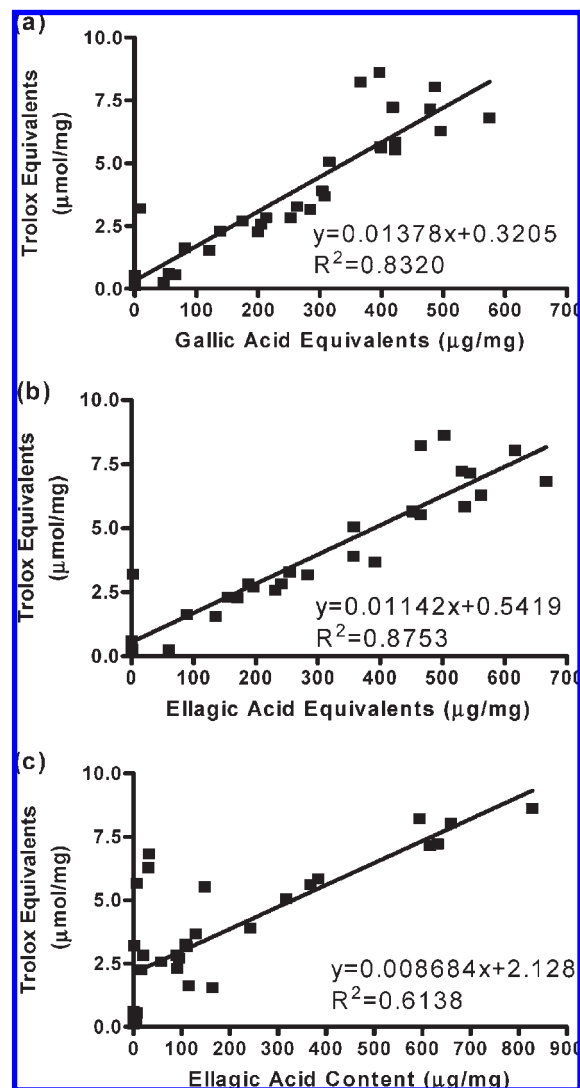 (a)
Trolox Equivalents
(µmol/mg)
10.0
7.5
5.0
2.5
0.0
y=0.01378x+0.3205
R²=0.8320
0 100 200 300 400 500 600 700
Gallic Acid Equivalents (µg/mg)
(b)
Trolox Equivalents
(µmol/mg)
10.0
7.5
5.0
2.5
0.0
y=0.01142x+0.5419
R²=0.8753
0 100 200 300 400 500 600 700
Ellagic Acid Equivalents (µg/mg)
(c)
Trolox Equivalents
(µmol/mg)
10.0
7.5
5.0
2.5
0.0
y=0.008684x+2.128
R²=0.6138
0 100 200 300 400 500 600 700 800 900
Ellagic Acid Content (µg/mg)